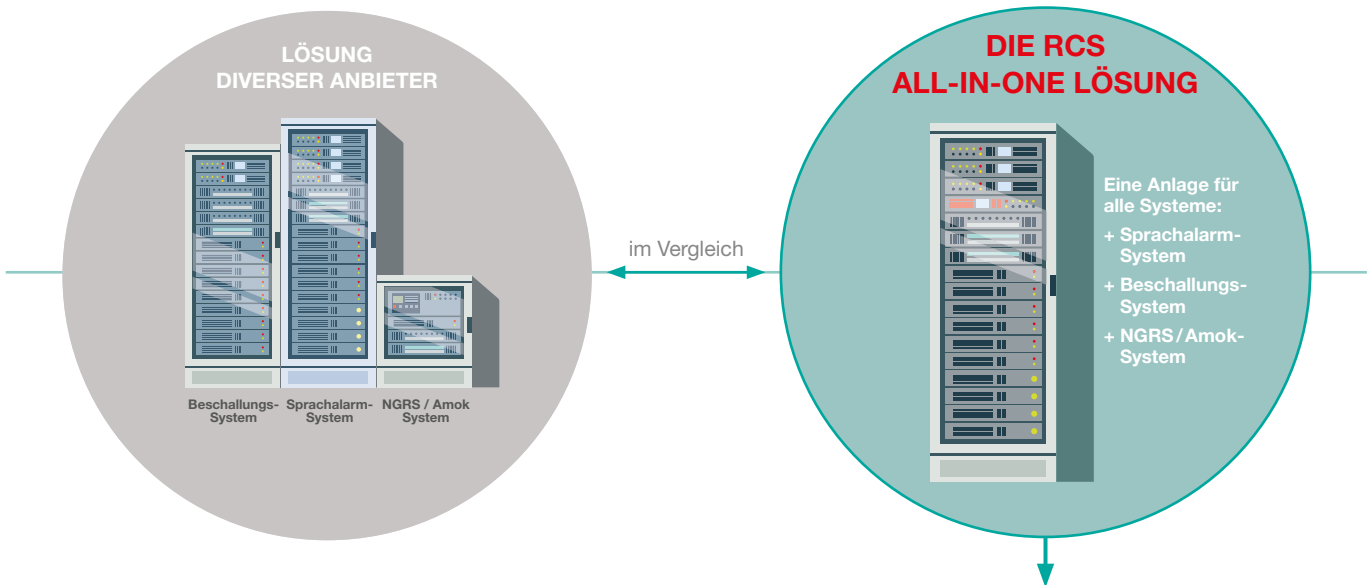 LÖSUNG
DIVERSER ANBIETER
Beschallungs-
System
Sprachalarm-
System
NGRS / Amok
System
im Vergleich
DIE RCS
ALL-IN-ONE LÖSUNG
Eine Anlage für
alle Systeme:
+ Sprachalarm-
System
+ Beschallungs-
System
+ NGRS / Amok-
System